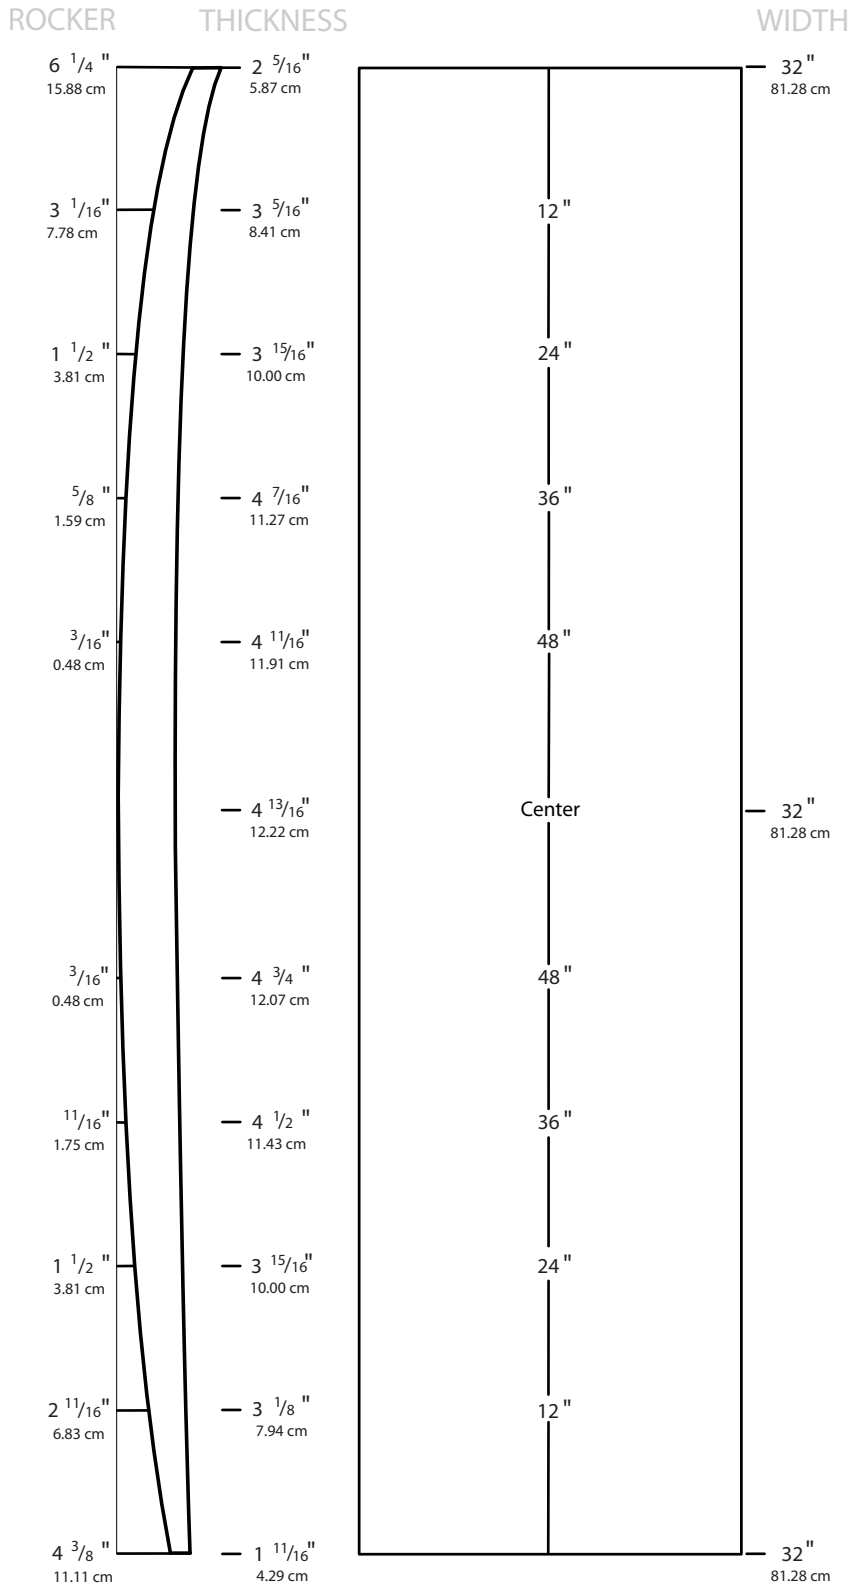 ROCKER THICKNESS WIDTH
6 1/4 " 2 5/16" 32"
15.88 cm 5.87 cm 81.28 cm
3 1/16" 3 5/16" 12"
7.78 cm 8.41 cm
1 1/2 " 3 15/16" 24"
3.81 cm 10.00 cm
5/8 " 4 7/16" 36"
1.59 cm 11.27 cm
3/16" 4 11/16" 48"
0.48 cm 11.91 cm
4 13/16" Center 32"
12.22 cm 81.28 cm
3/16" 4 3/4 " 48"
0.48 cm 12.07 cm
11/16" 4 1/2 " 36"
1.75 cm 11.43 cm
1 1/2 " 3 15/16" 24"
3.81 cm 10.00 cm
2 11/16" 3 1/8 " 12"
6.83 cm 7.94 cm
4 3/8 " 1 11/16" 32"
11.11 cm 4.29 cm 81.28 cm